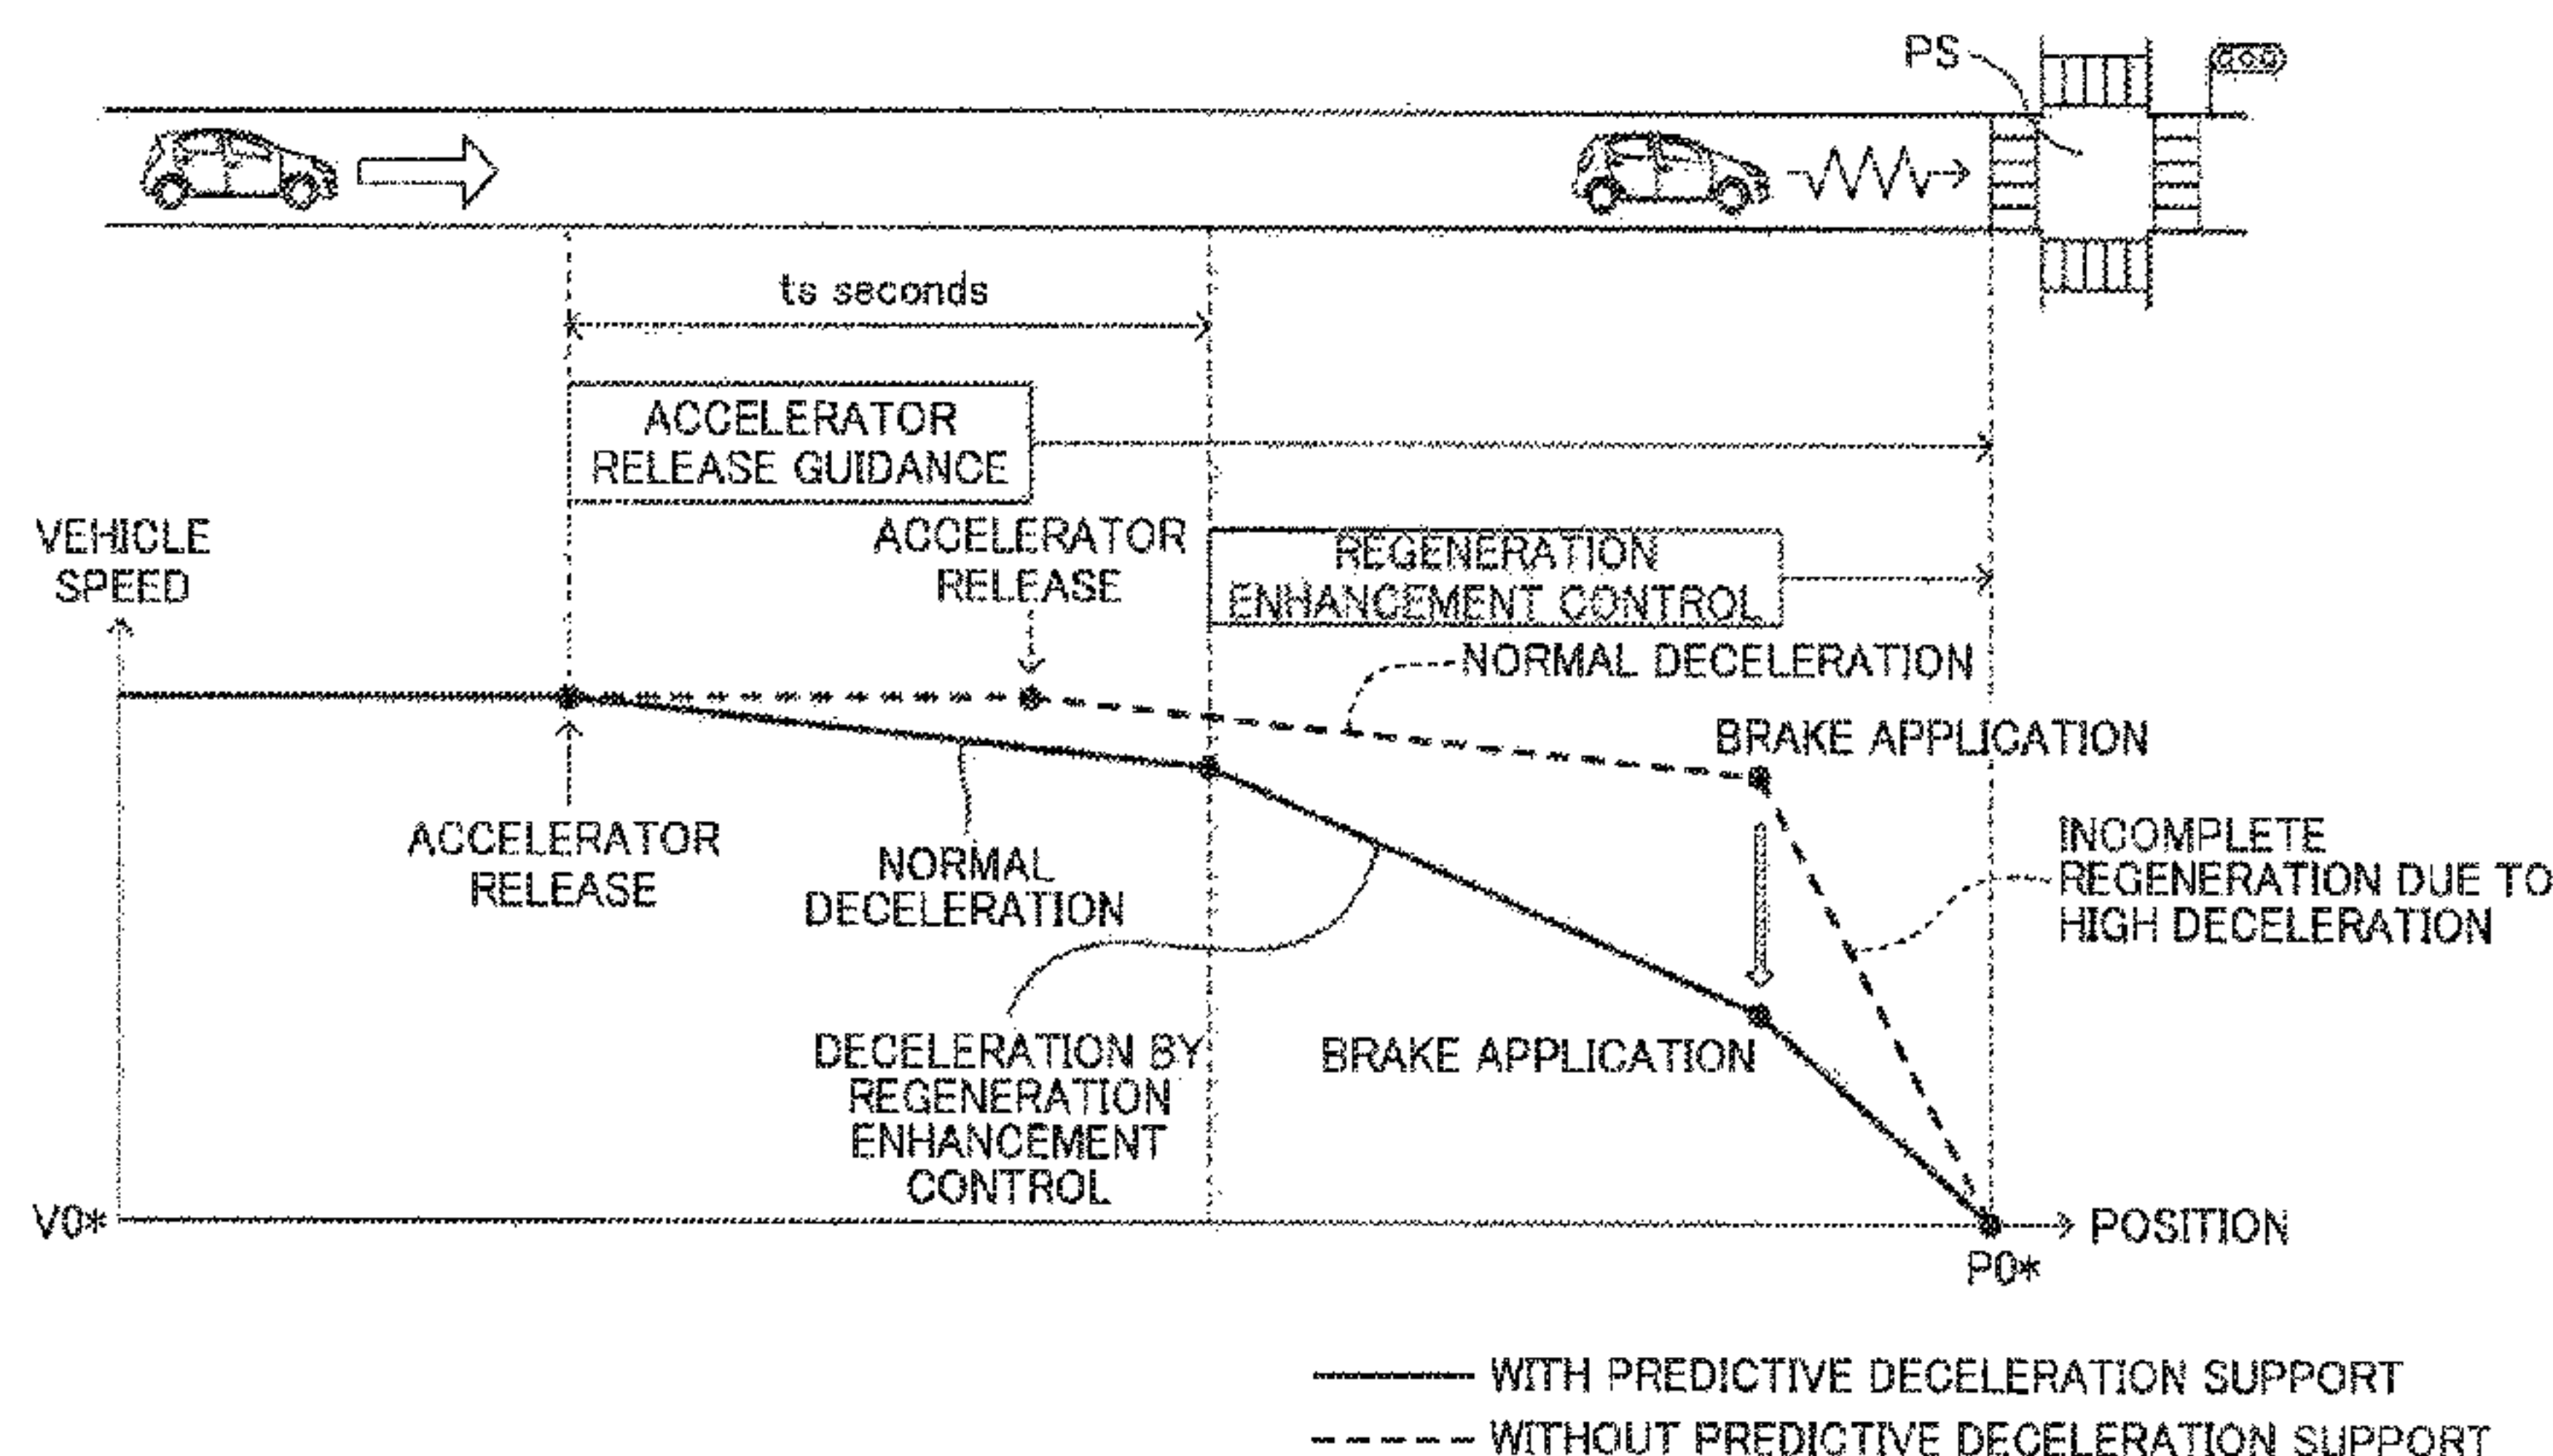 PS
ts seconds
ACCELERATOR
RELEASE GUIDANCE
VEHICLE
SPEED
ACCELERATOR
RELEASE
REGENERATION
ENHANCEMENT CONTROL
NORMAL DECELERATION
BRAKE APPLICATION
ACCELERATOR
RELEASE
NORMAL
DECELERATION
INCOMPLETE
REGENERATION DUE TO
HIGH DECELERATION
DECELERATION BY
REGENERATION
ENHANCEMENT
CONTROL
BRAKE APPLICATION
V0*
POSITION
P0*
WITH PREDICTIVE DECELERATION SUPPORT
WITHOUT PREDICTIVE DECELERATION SUPPORT